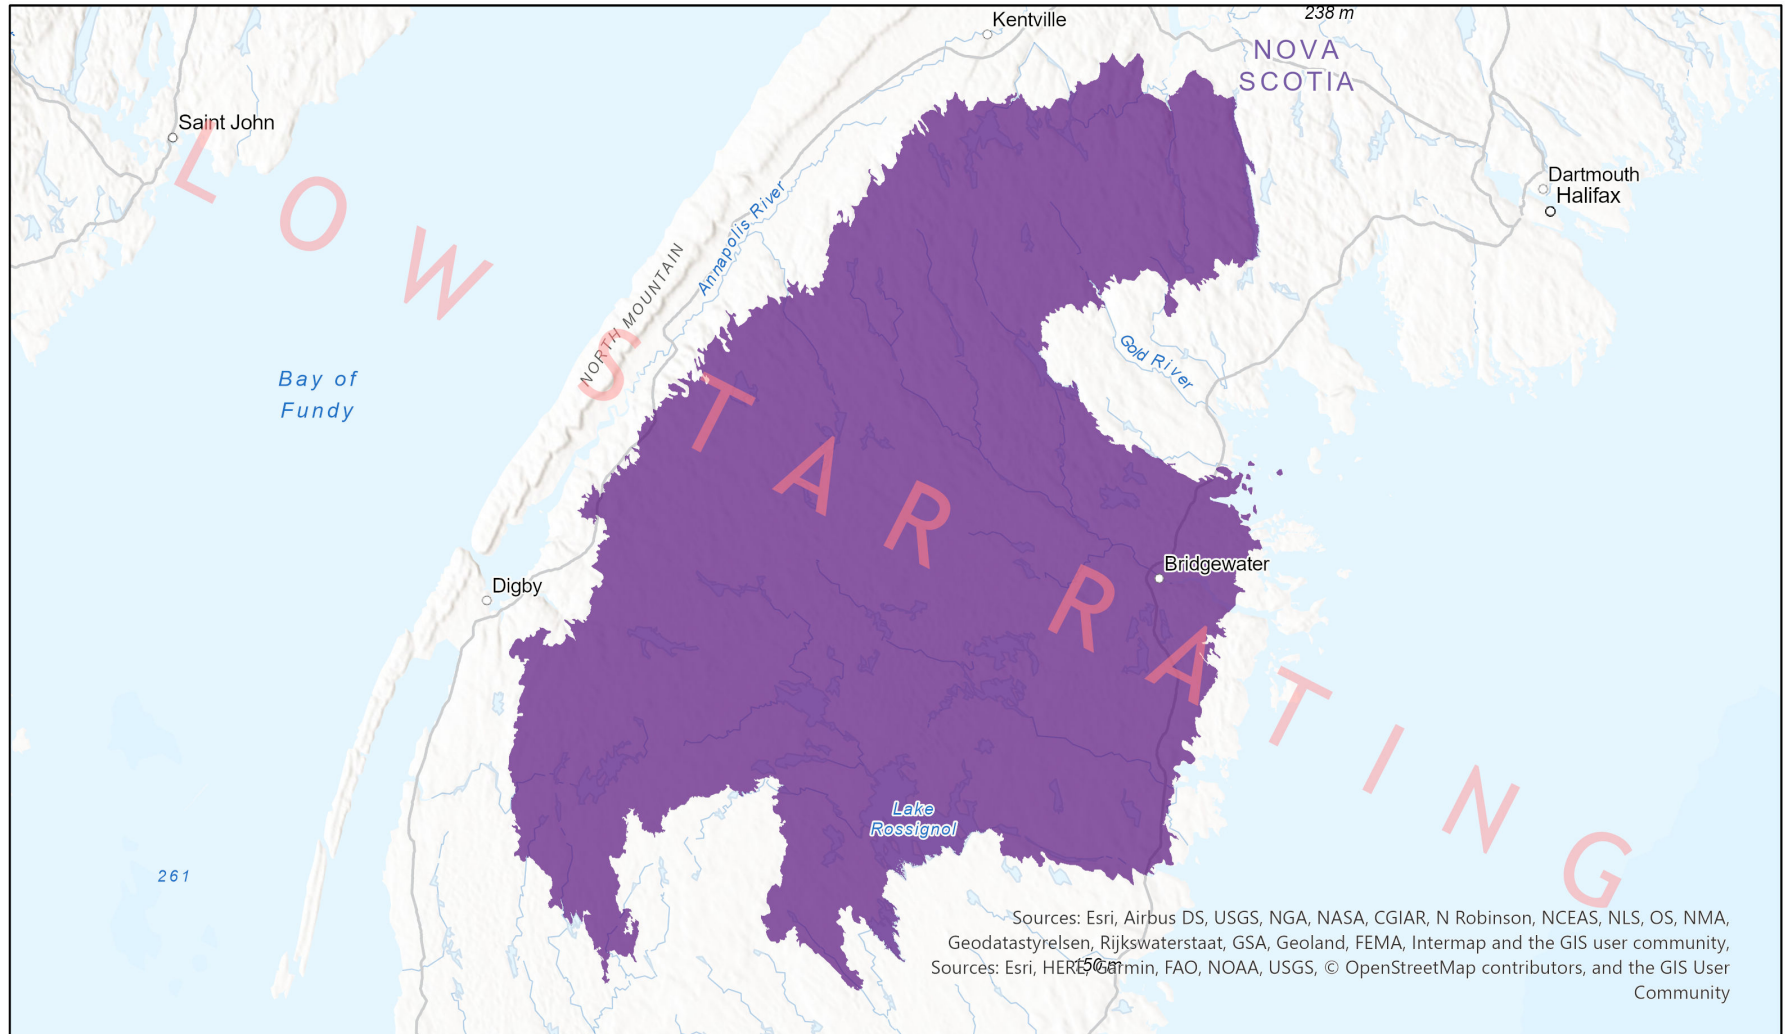 Kentville
238 m
NOVA
SCOTIA
Saint John
Dartmouth
Halifax
Annapolis River
NORTH MOUNTAIN
Gold River
Bay of
Fundy
LOW STAR RATING
Bridgewater
Digby
Lake
Rossignol
261
Sources: Esri, Airbus DS, USGS, NGA, NASA, CGIAR, N Robinson, NCEAS, NLS, OS, NMA,
Geodatastyrelsen, Rijkswaterstaat, GSA, Geoland, FEMA, Intermap and the GIS user community,
Sources: Esri, HERE, Garmin, FAO, NOAA, USGS, © OpenStreetMap contributors, and the GIS User
Community
150 m